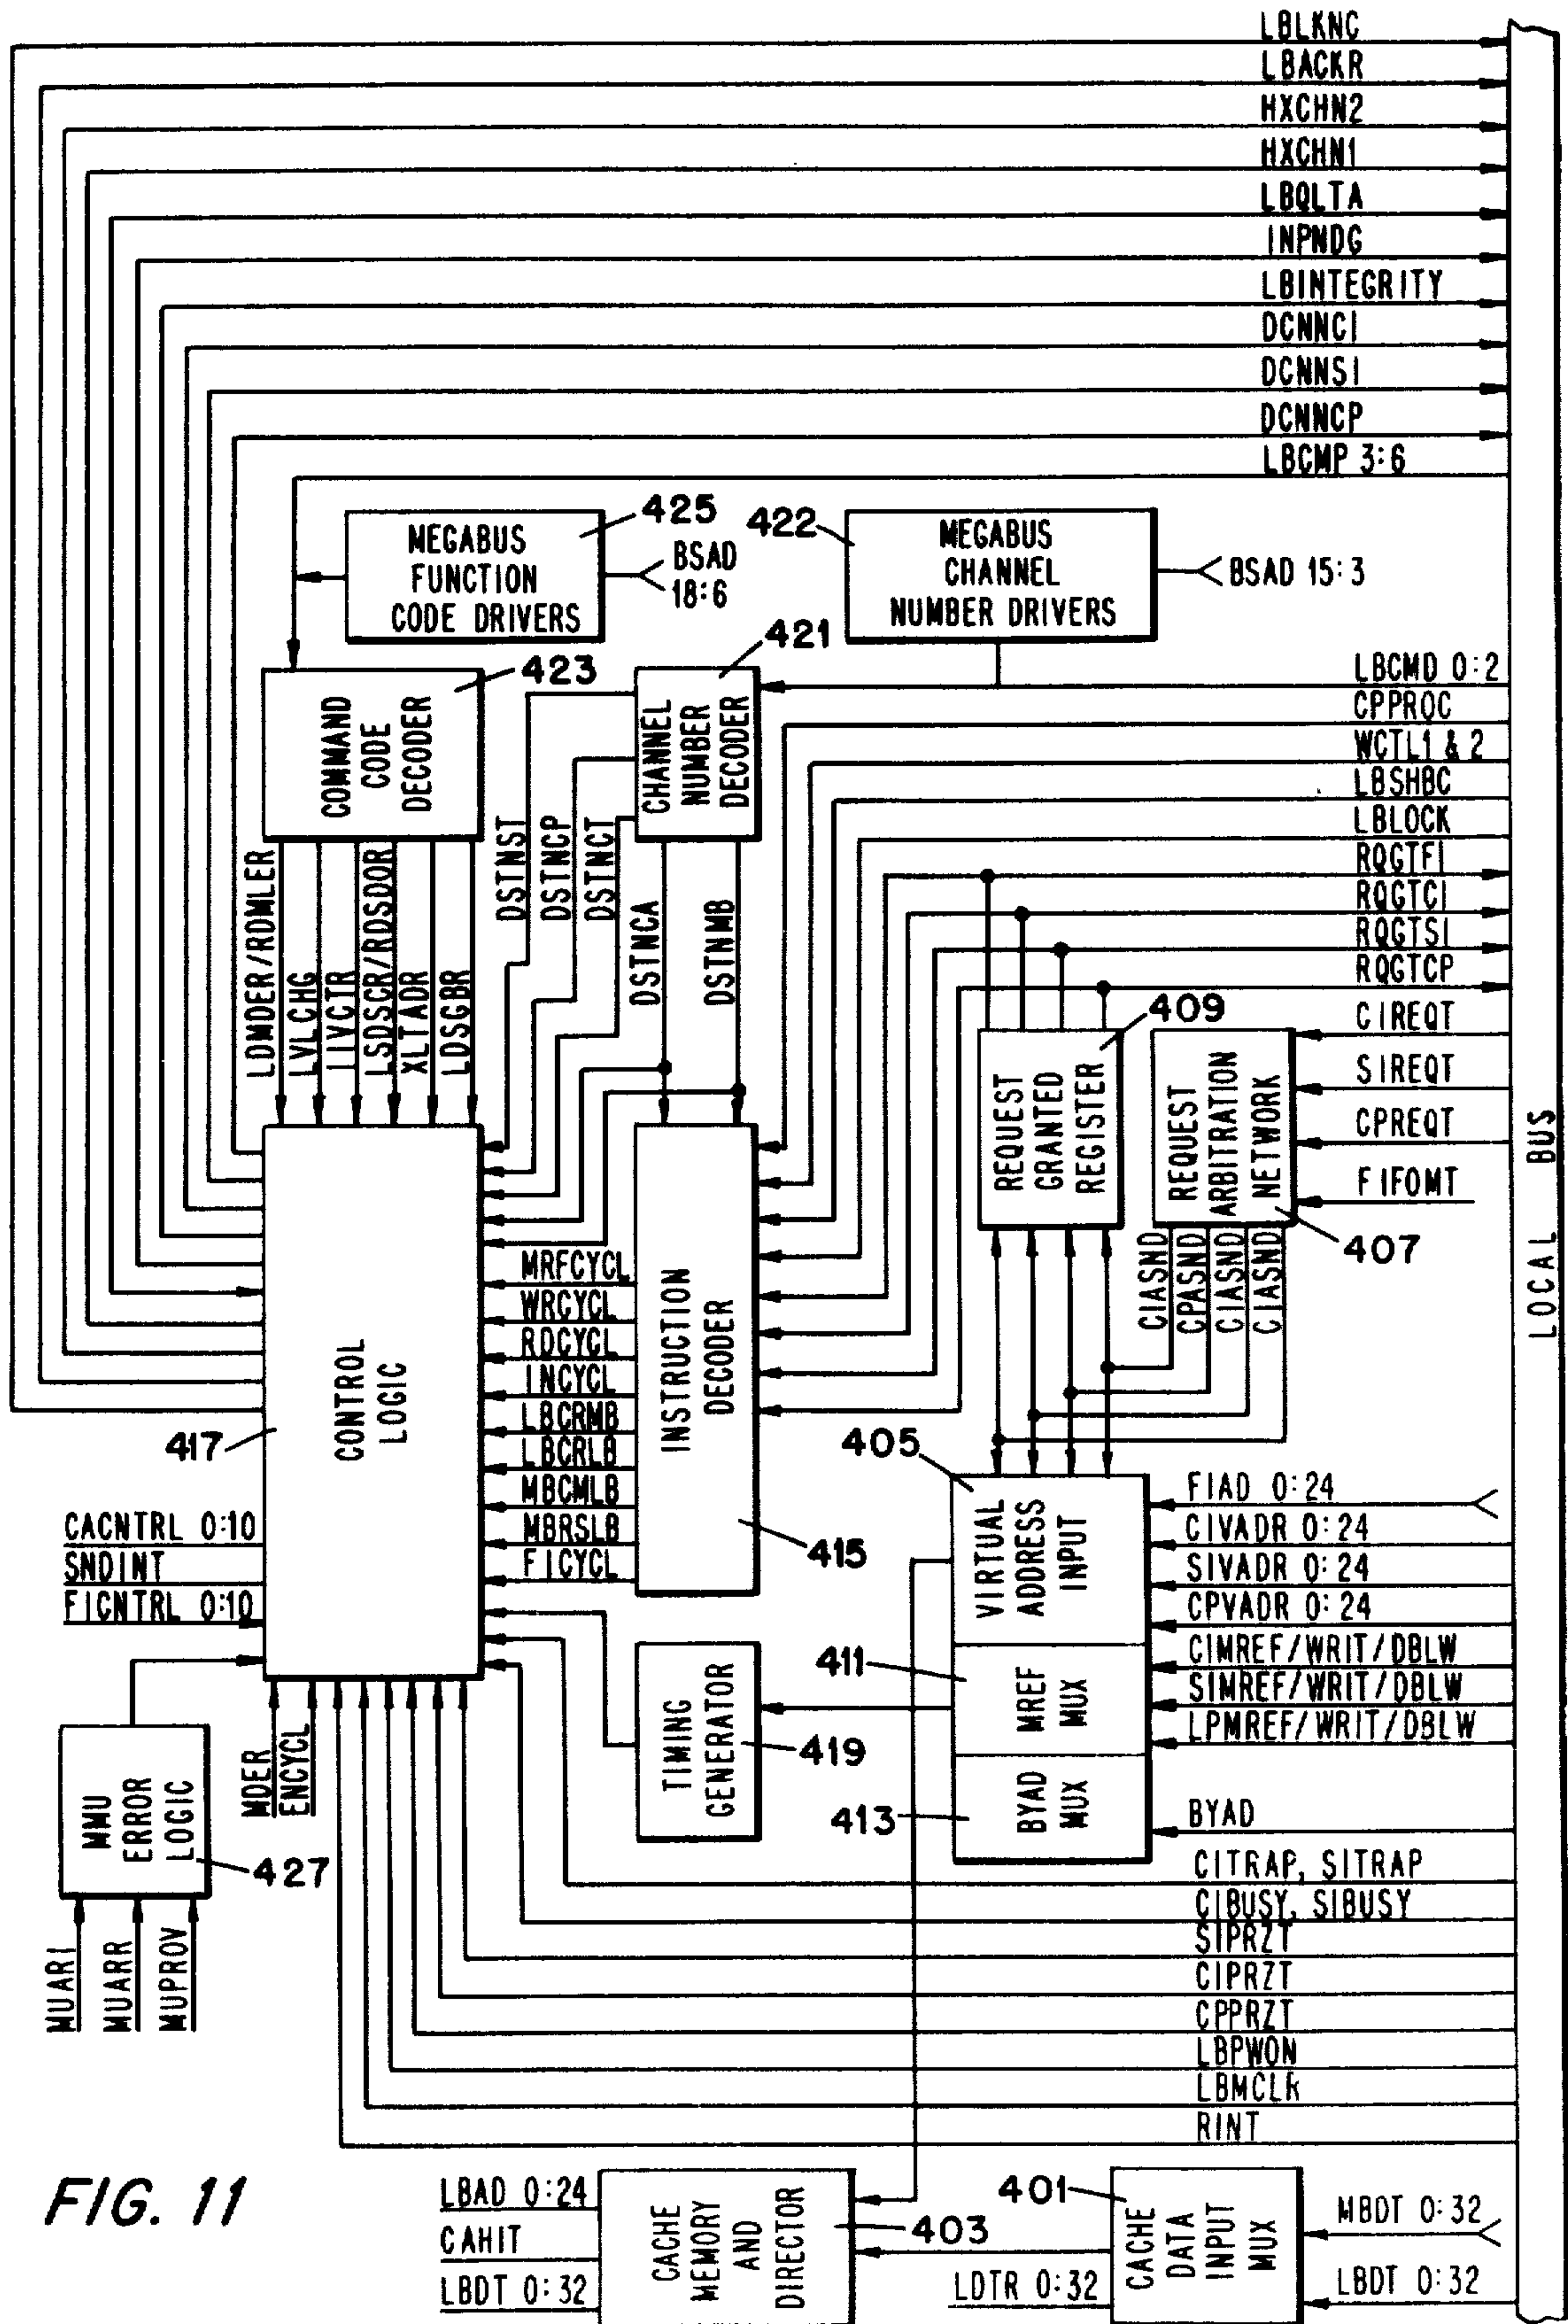 LBLKNC
LBACKR
HXCHN2
HXCHN1
LBQLTA
INPNDG
LBINTEGRITY
DCNNCI
DCNNSI
DCNNCP
LBCMP 3:6
425
MEGABUS
FUNCTION
CODE DRIVERS
BSAD
18:6
422
MEGABUS
CHANNEL
NUMBER DRIVERS
BSAD 15:3
423
COMMAND
CODE
DECODER
421
CHANNEL
NUMBER
DECODER
LBCMD 0:2
CPPROC
WCTL1 & 2
LBSHBC
LBLOCK
RQGTFI
RQGTCI
RQGTSI
RQGTCP
LDMDER/RDMLER
LVLCHG
LIVCTR
LSDSCR/RDSDOR
XLTADR
LDSGBR
DSTNST
DSTNCP
DSTNCT
DSTNCA
DSTNMB
409
REQUEST
GRANTED
REGISTER
REQUEST
ARBITRATION
NETWORK
407
CIREQT
SIREQT
CPREQT
FIFOMT
CIASND
CPASND
CIASND
CIASND
LOCAL BUS
417
CONTROL
LOGIC
MRFCYCL
WRCYCL
RDCYCL
INCYCL
LBCRMB
LBCRLB
MBCMLB
MBRSLB
FICYCL
INSTRUCTION
DECODER
415
CACNTRL 0:10
SNDINT
FICNTRL 0:10
405
VIRTUAL
ADDRESS
INPUT
411
MREF
MUX
413
BYAD
MUX
FIAD 0:24
CIVADR 0:24
SIVADR 0:24
CPVADR 0:24
CIMREF/WRIT/DBLW
SIMREF/WRIT/DBLW
LPMREF/WRIT/DBLW
BYAD
TIMING
GENERATOR
419
MMU
ERROR
LOGIC
427
MDER
ENCYCL
MUARI
MUARR
MUPROV
CITRAP, SITRAP
CIBUSY, SIBUSY
SIPRZT
CIPRZT
CPPRZT
LBPWON
LBMCLR
RINT
FIG. 11
LBAD 0:24
CAHIT
LBDT 0:32
CACHE
MEMORY
AND
DIRECTOR
403
401
CACHE
DATA
INPUT
MUX
LDTR 0:32
MBDT 0:32
LBDT 0:32